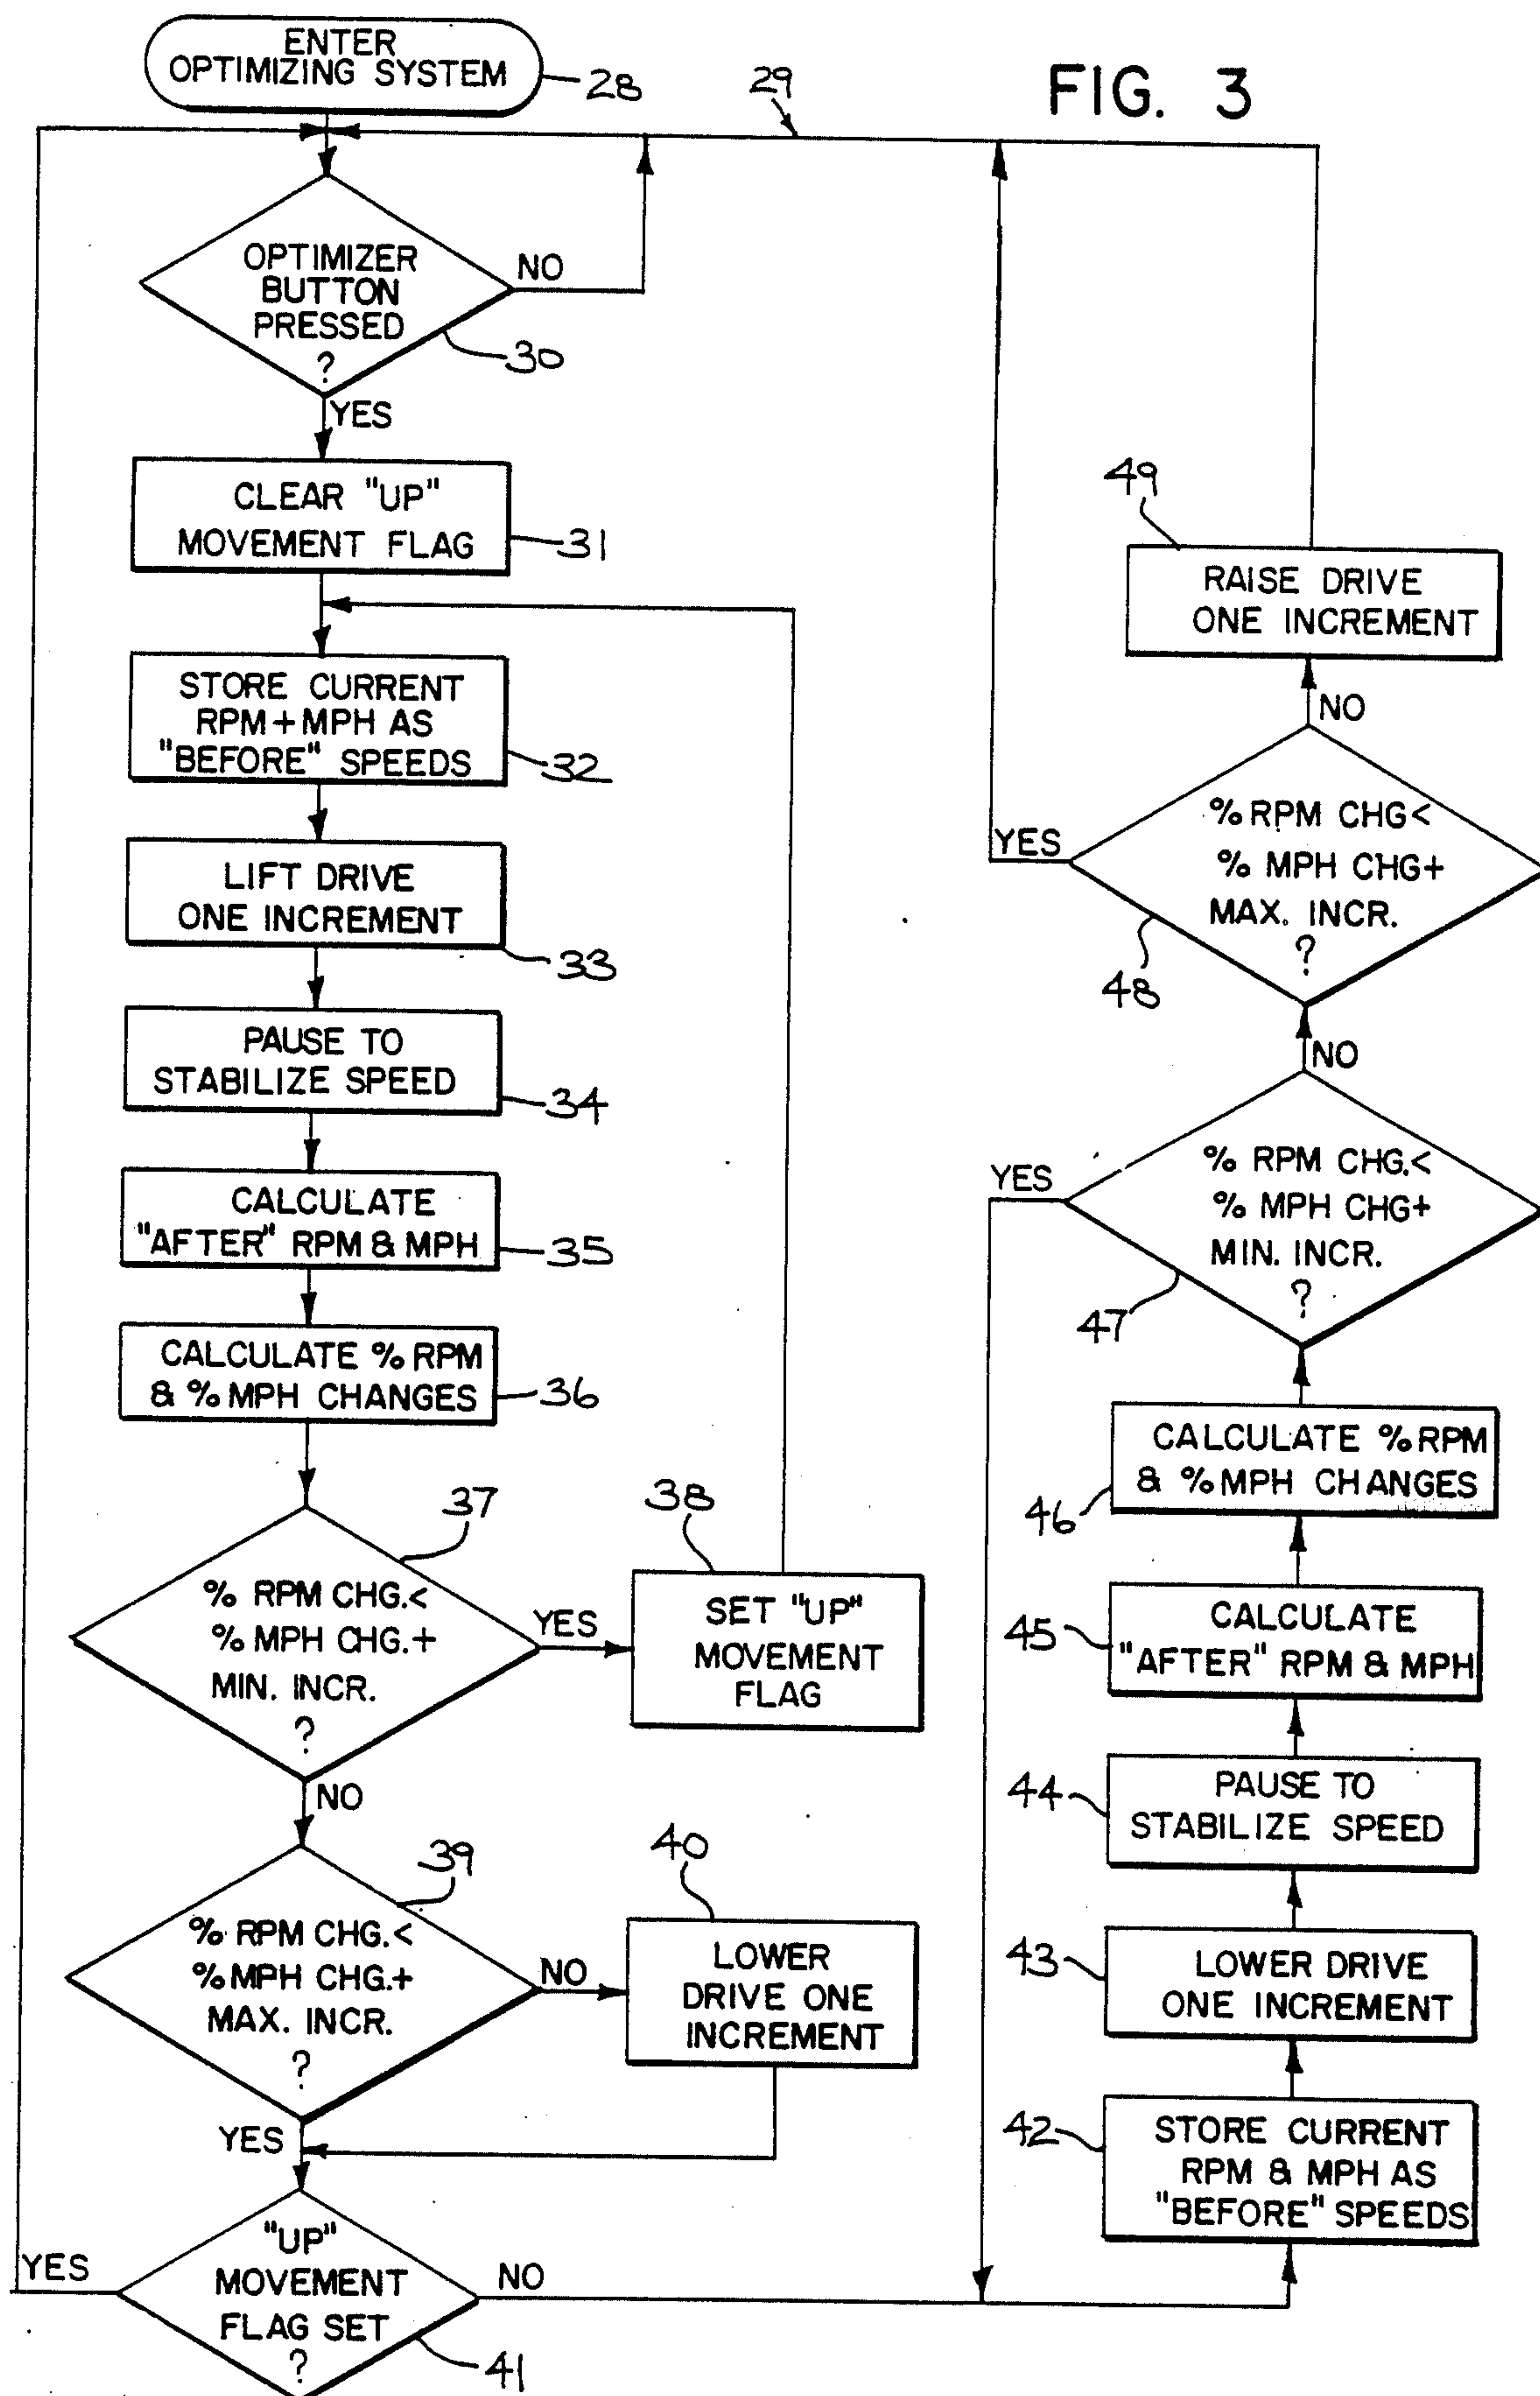 FIG. 3
ENTER
OPTIMIZING SYSTEM
28
29
OPTIMIZER
BUTTON
PRESSED
?
30
NO
YES
CLEAR "UP"
MOVEMENT FLAG
31
STORE CURRENT
RPM+MPH AS
"BEFORE" SPEEDS
32
LIFT DRIVE
ONE INCREMENT
33
PAUSE TO
STABILIZE SPEED
34
CALCULATE
"AFTER" RPM & MPH
35
CALCULATE % RPM
& % MPH CHANGES
36
37
% RPM CHG.<
% MPH CHG.+
MIN. INCR.
?
YES
NO
38
SET "UP"
MOVEMENT
FLAG
39
% RPM CHG.<
% MPH CHG.+
MAX. INCR.
?
NO
YES
40
LOWER
DRIVE ONE
INCREMENT
"UP"
MOVEMENT
FLAG SET
?
41
YES
NO
42
STORE CURRENT
RPM & MPH AS
"BEFORE" SPEEDS
43
LOWER DRIVE
ONE INCREMENT
44
PAUSE TO
STABILIZE SPEED
45
CALCULATE
"AFTER" RPM & MPH
46
CALCULATE % RPM
& % MPH CHANGES
47
% RPM CHG.<
% MPH CHG+
MIN. INCR.
?
YES
NO
48
% RPM CHG<
% MPH CHG+
MAX. INCR.
?
YES
NO
49
RAISE DRIVE
ONE INCREMENT